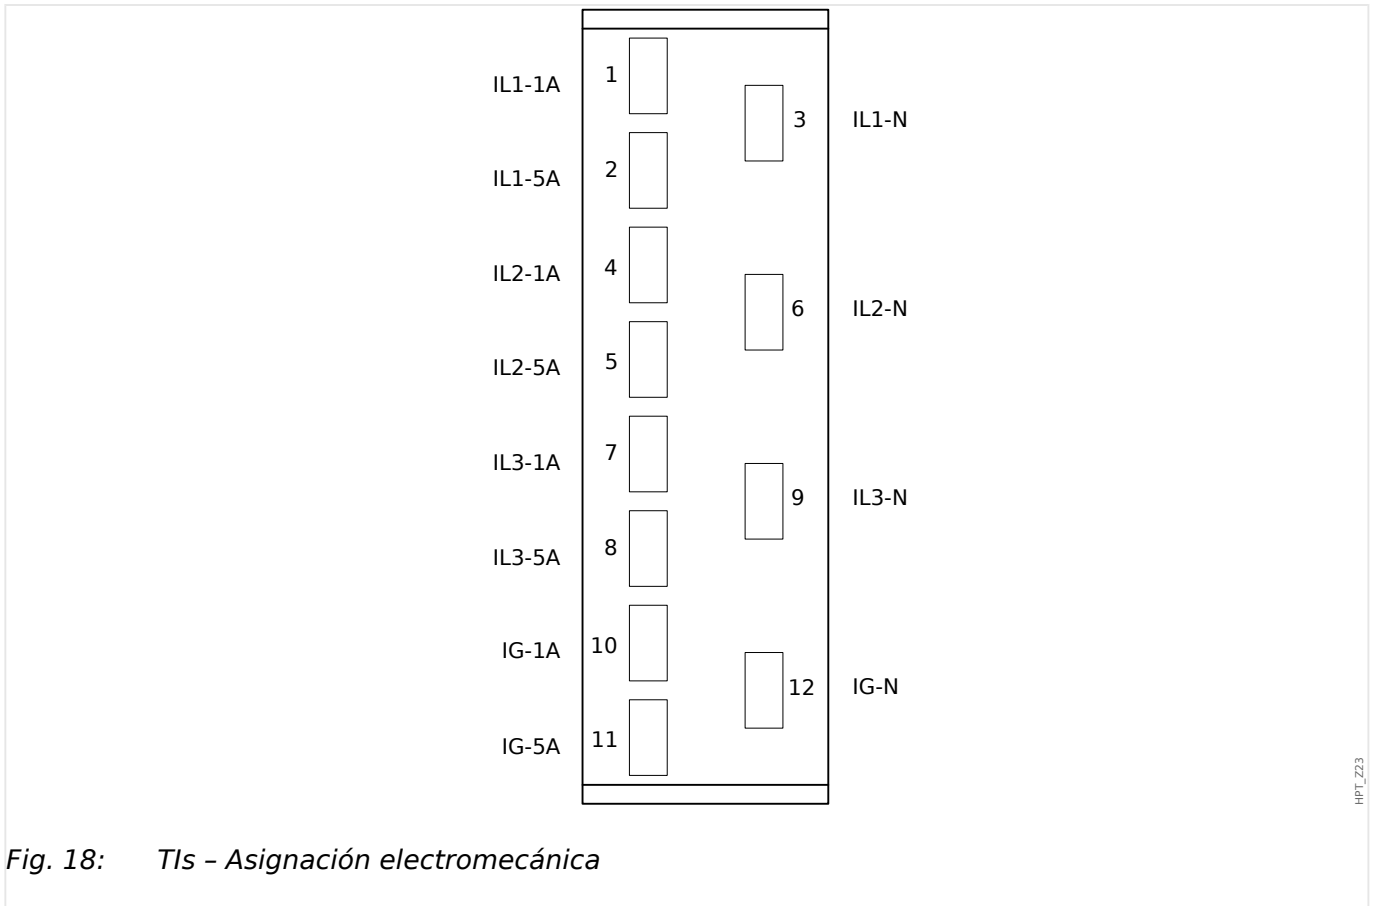 IL1-1A 1
3 IL1-N
IL1-5A 2
IL2-1A 4
6 IL2-N
IL2-5A 5
IL3-1A 7
9 IL3-N
IL3-5A 8
IG-1A 10
12 IG-N
IG-5A 11
HPT_Z23
Fig. 18: TIs – Asignación electromecánica